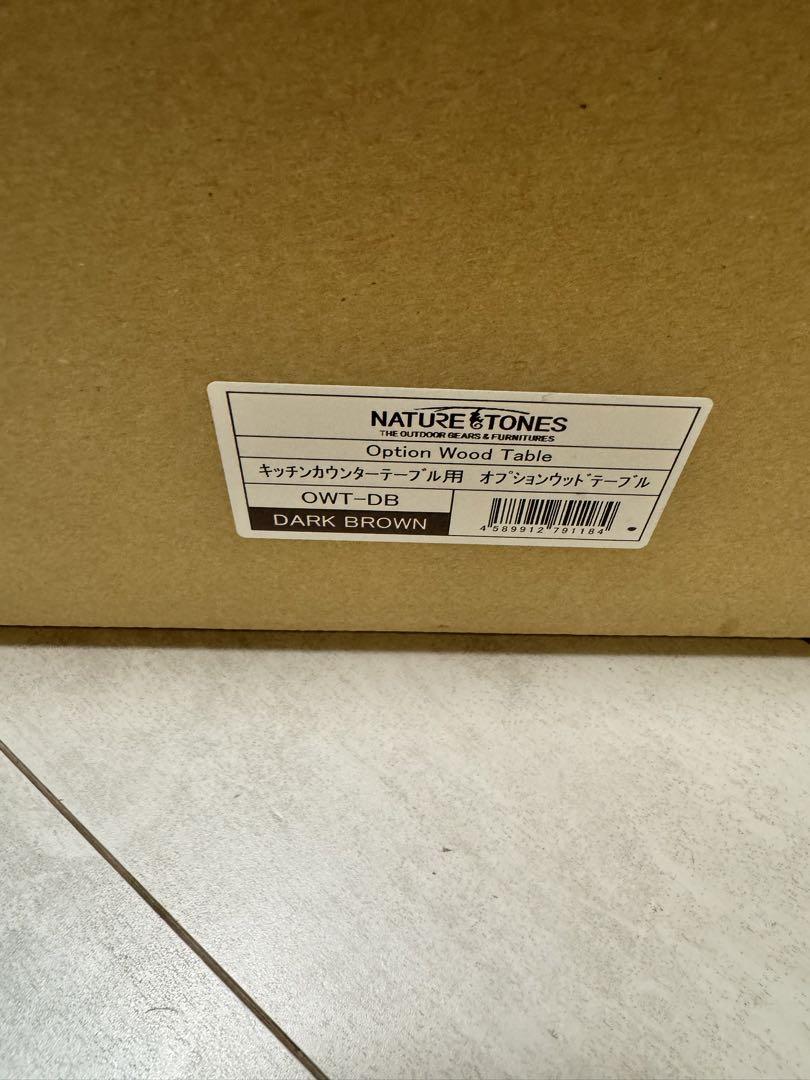 NATURE TONES
THE OUTDOOR GEARS & FURNITURES
Option Wood Table
キッチンカウンターテーブル用 オプションウッドテーブル
OWT-DB
DARK BROWN
4 589912 791184